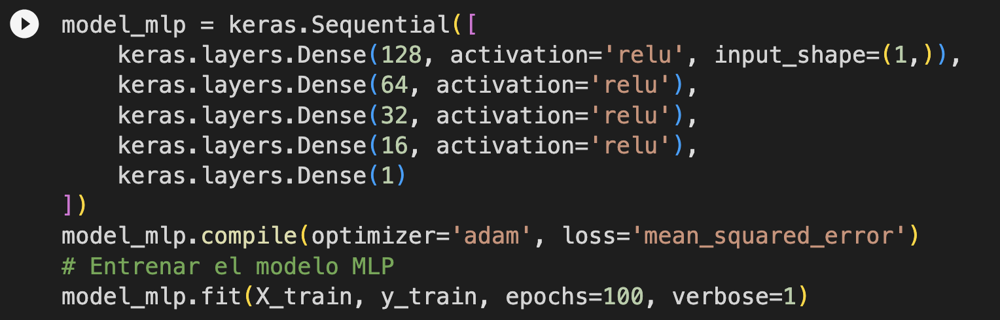 model_mlp = keras.Sequential([
    keras.layers.Dense(128, activation='relu', input_shape=(1,)),
    keras.layers.Dense(64, activation='relu'),
    keras.layers.Dense(32, activation='relu'),
    keras.layers.Dense(16, activation='relu'),
    keras.layers.Dense(1)
])
model_mlp.compile(optimizer='adam', loss='mean_squared_error')
# Entrenar el modelo MLP
model_mlp.fit(X_train, y_train, epochs=100, verbose=1)